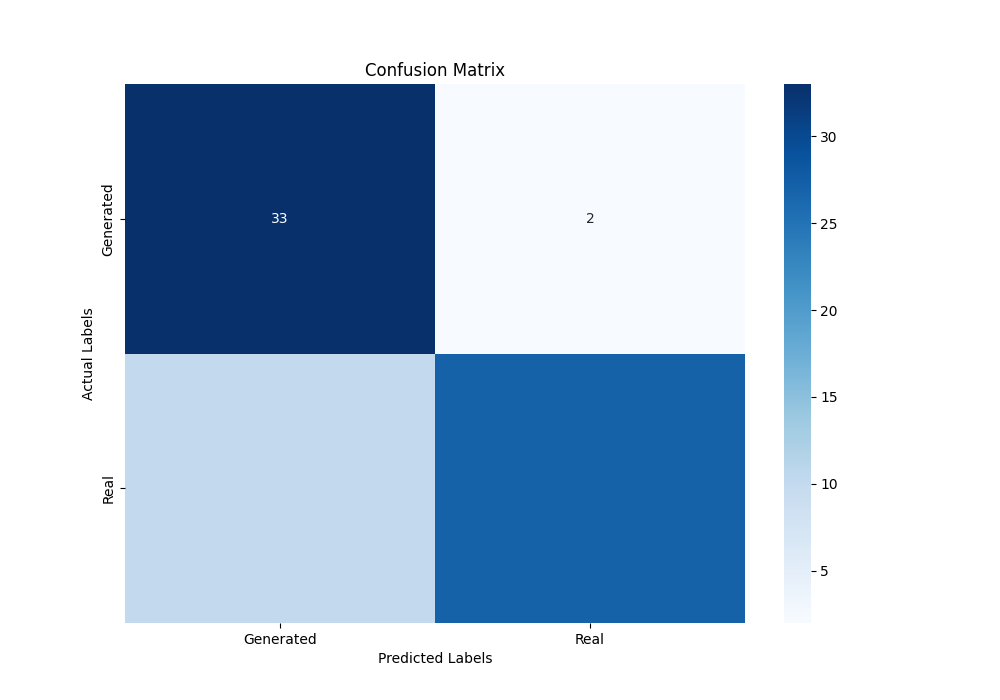 Confusion Matrix
Generated
Real
Actual Labels
33
2
Generated
Real
Predicted Labels
30
25
20
15
10
5